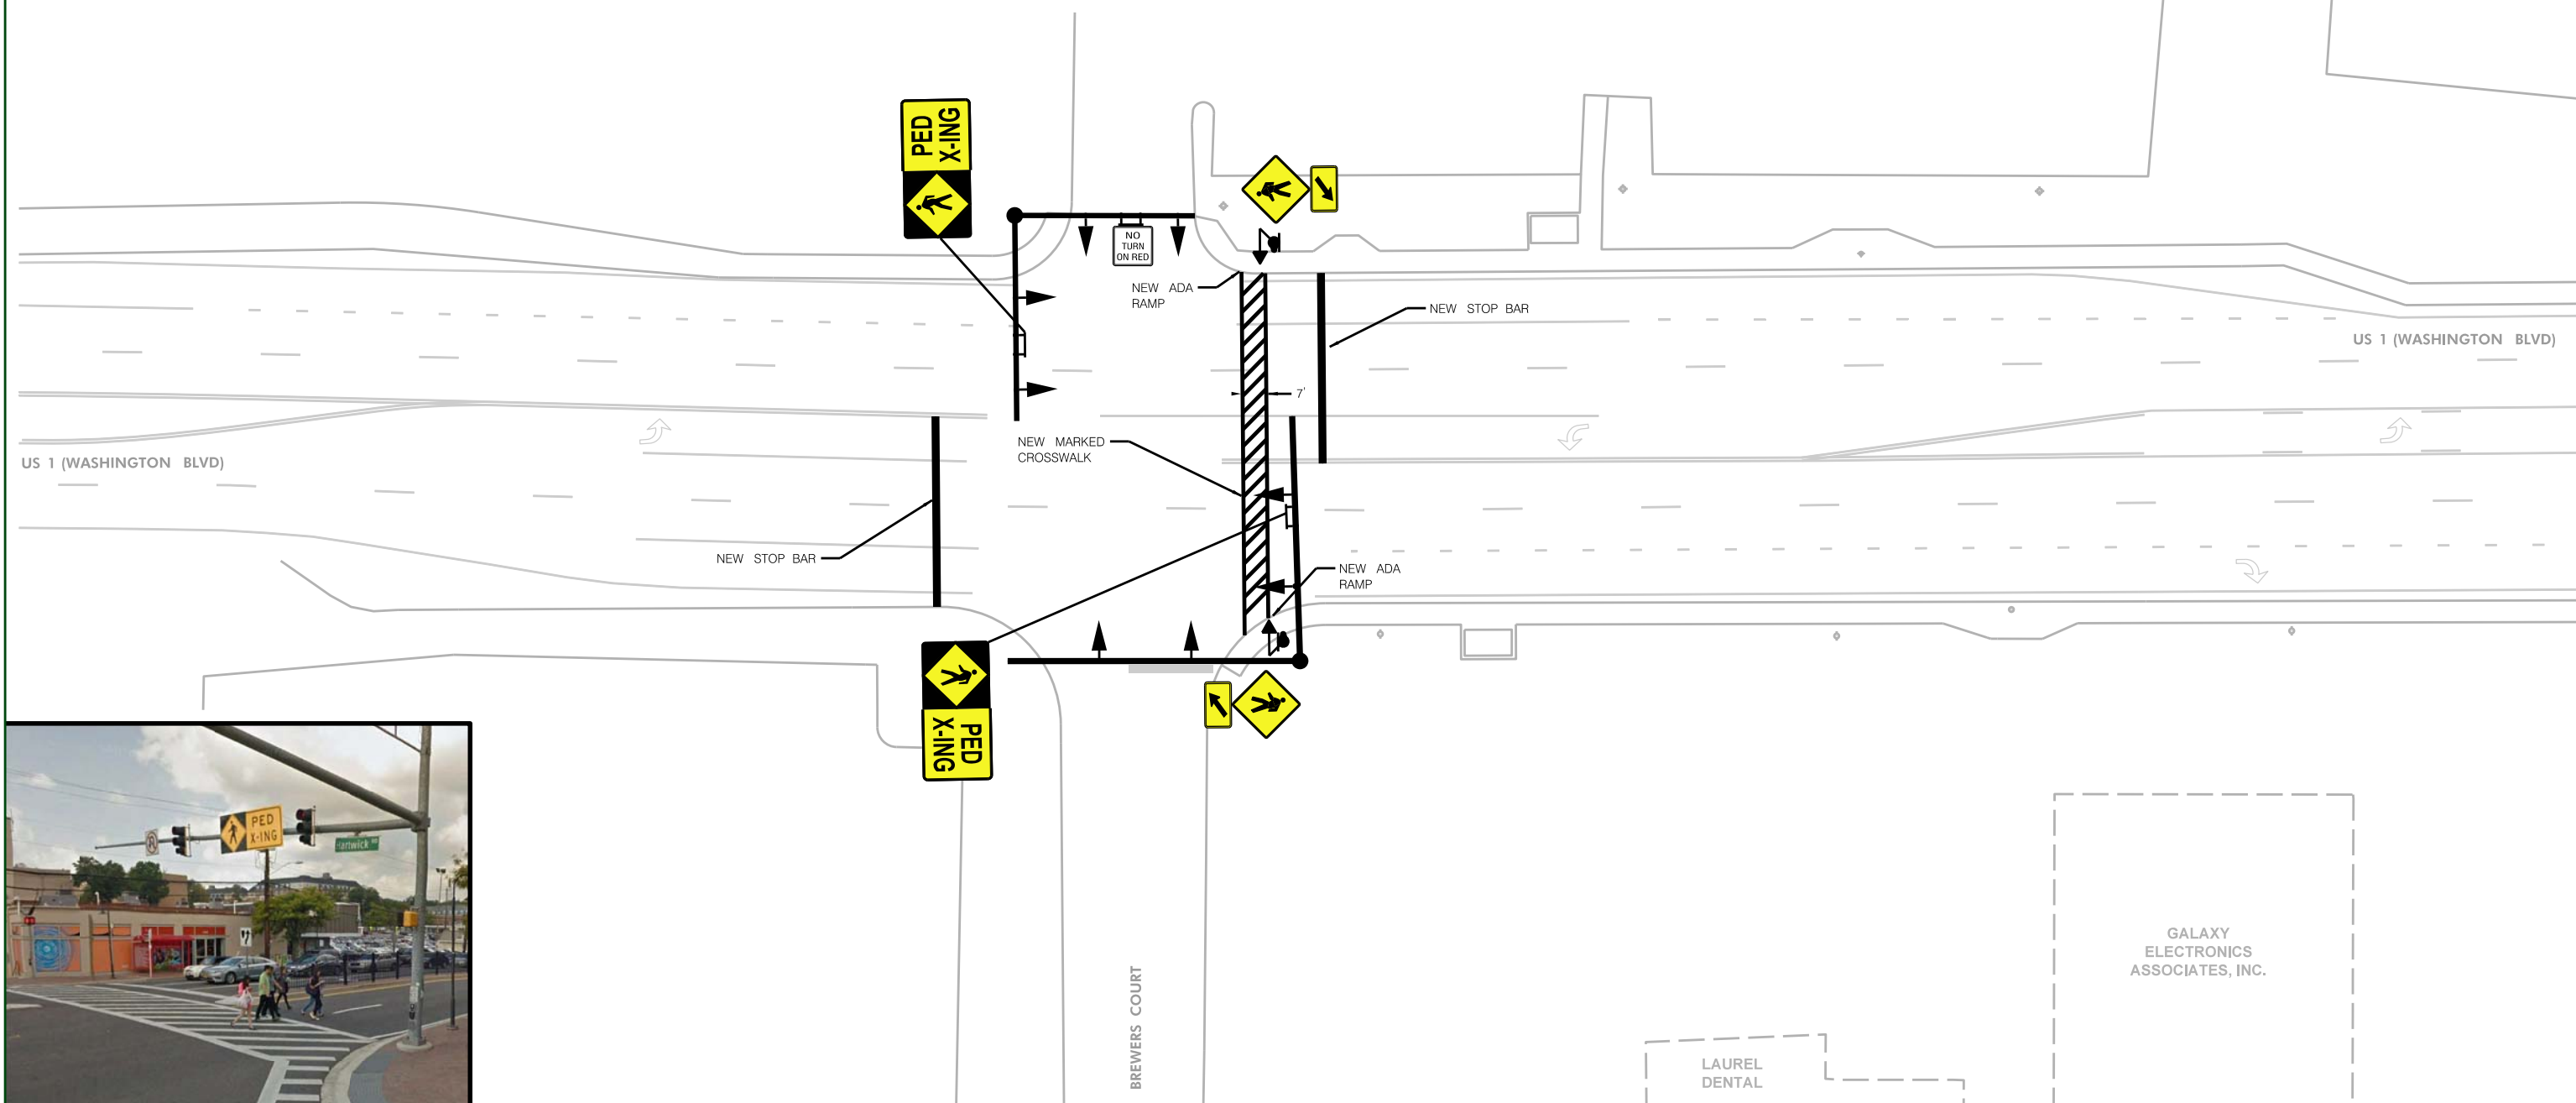 PED
X-ING
NO
TURN
ON RED
NEW ADA
RAMP
NEW STOP BAR
US 1 (WASHINGTON BLVD)
7'
NEW MARKED
CROSSWALK
US 1 (WASHINGTON BLVD)
NEW STOP BAR
NEW ADA
RAMP
PED
X-ING
PED
X-ING
Hartwick
BREWERS COURT
GALAXY
ELECTRONICS
ASSOCIATES, INC.
LAUREL
DENTAL